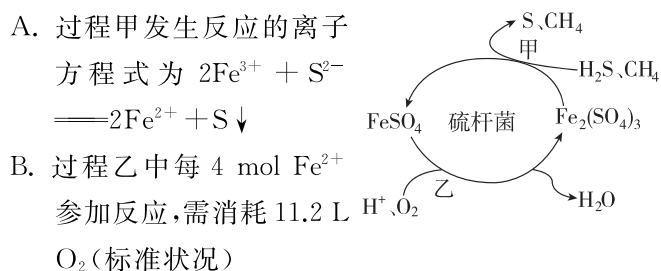 A. 过程甲发生反应的离子
方程式为 2Fe³⁺ + S²⁻
══2Fe²⁺ + S↓
B. 过程乙中每 4 mol Fe²⁺
参加反应,需消耗 11.2 L
O₂(标准状况)
S、CH₄
甲
H₂S、CH₄
FeSO₄ 硫杆菌 Fe₂(SO₄)₃
H⁺、O₂ 乙 H₂O